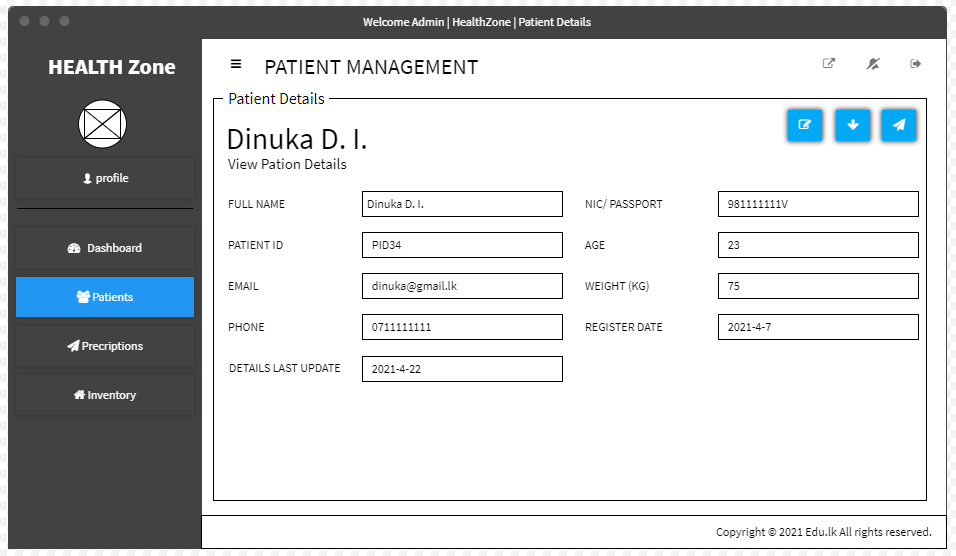 Welcome Admin | HealthZone | Patient Details
HEALTH Zone
profile
Dashboard
Patients
Precriptions
Inventory
PATIENT MANAGEMENT
Patient Details
Dinuka D. I.
View Pation Details
FULL NAME Dinuka D. I. NIC/ PASSPORT 981111111V
PATIENT ID PID34 AGE 23
EMAIL dinuka@gmail.lk WEIGHT (KG) 75
PHONE 0711111111 REGISTER DATE 2021-4-7
DETAILS LAST UPDATE 2021-4-22
Copyright © 2021 Edu.lk All rights reserved.